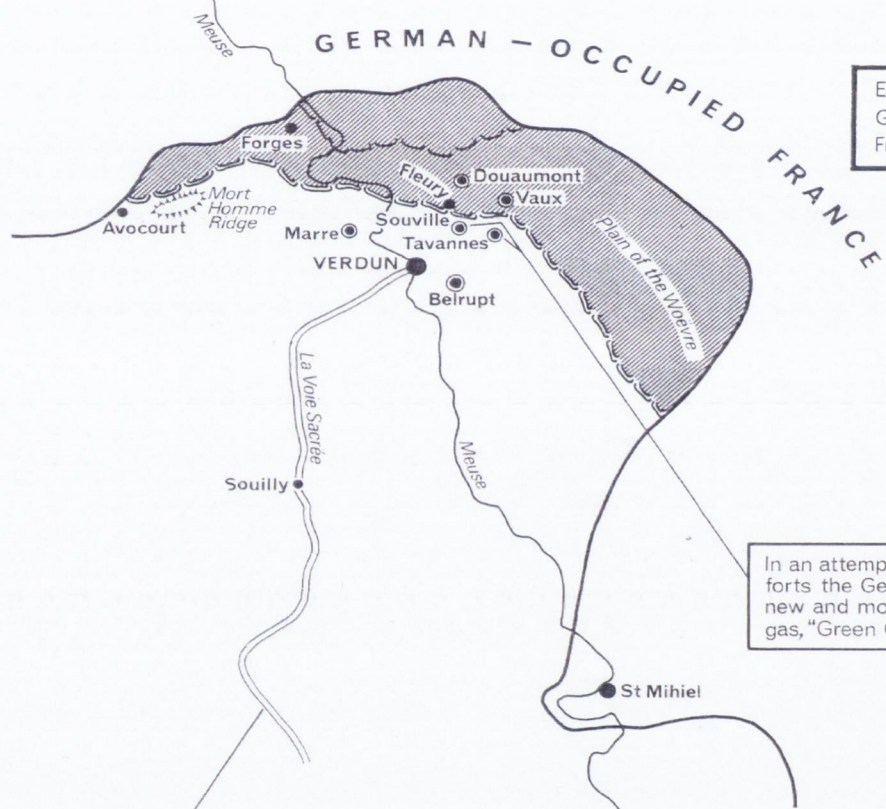 Meuse
GERMAN – OCCUPIED FRANCE
Forges
Fleury
Douaumont
Vaux
Mort
Homme
Ridge
Avocourt
Marre
Souville
Tavannes
VERDUN
Belrupt
Plain of the Woevre
La Voie Sacrée
Meuse
Souilly
In an attemp
forts the Ge
new and mo
gas, "Green
St Mihiel